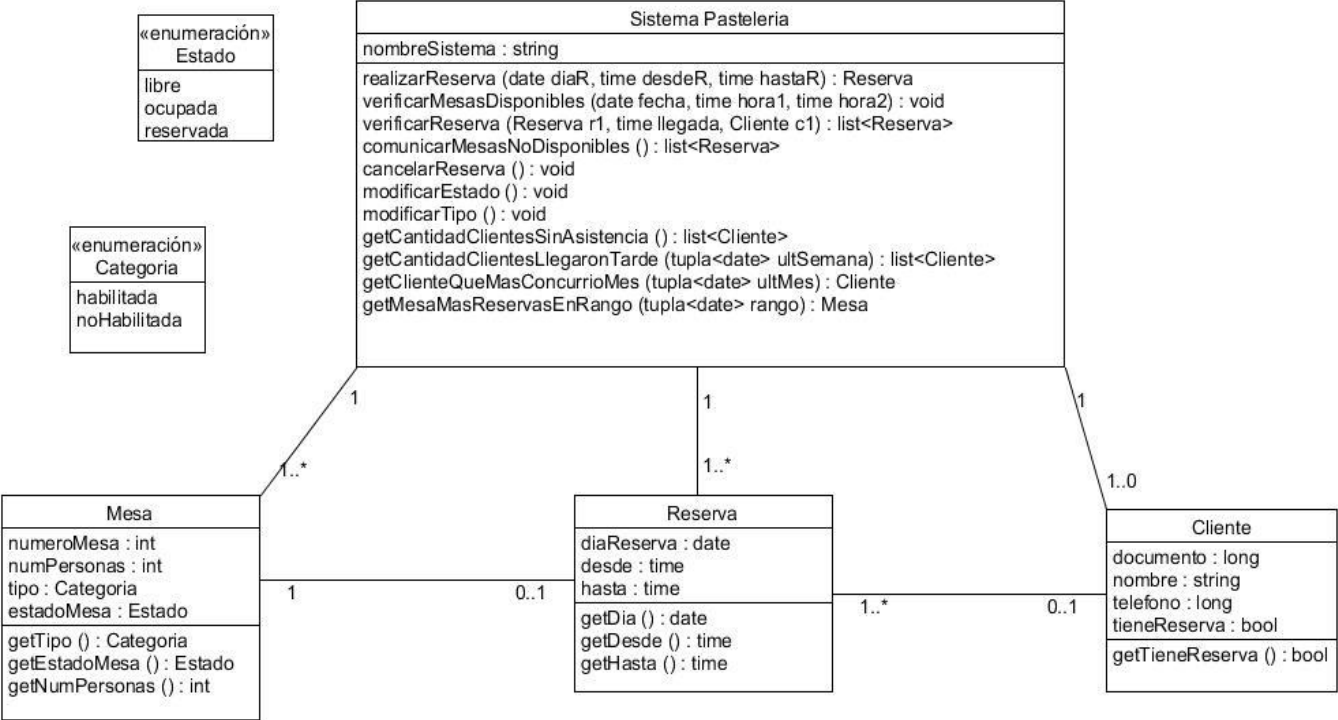 «enumeración»
Estado
libre
ocupada
reservada
«enumeración»
Categoria
habilitada
noHabilitada
Sistema Pasteleria
nombreSistema : string
realizarReserva (date diaR, time desdeR, time hastaR) : Reserva
verificarMesasDisponibles (date fecha, time hora1, time hora2) : void
verificarReserva (Reserva r1, time llegada, Cliente c1) : list<Reserva>
comunicarMesasNoDisponibles () : list<Reserva>
cancelarReserva () : void
modificarEstado () : void
modificarTipo () : void
getCantidadClientesSinAsistencia () : list<Cliente>
getCantidadClientesLlegaronTarde (tupla<date> ultSemana) : list<Cliente>
getClienteQueMasConcurrioMes (tupla<date> ultMes) : Cliente
getMesaMasReservasEnRango (tupla<date> rango) : Mesa
1
1..*
1
1..*
1
1..0
Mesa
numeroMesa : int
numPersonas : int
tipo : Categoria
estadoMesa : Estado
getTipo () : Categoria
getEstadoMesa () : Estado
getNumPersonas () : int
1
0..1
Reserva
diaReserva : date
desde : time
hasta : time
getDia () : date
getDesde () : time
getHasta () : time
1..*
0..1
Cliente
documento : long
nombre : string
telefono : long
tieneReserva : bool
getTieneReserva () : bool